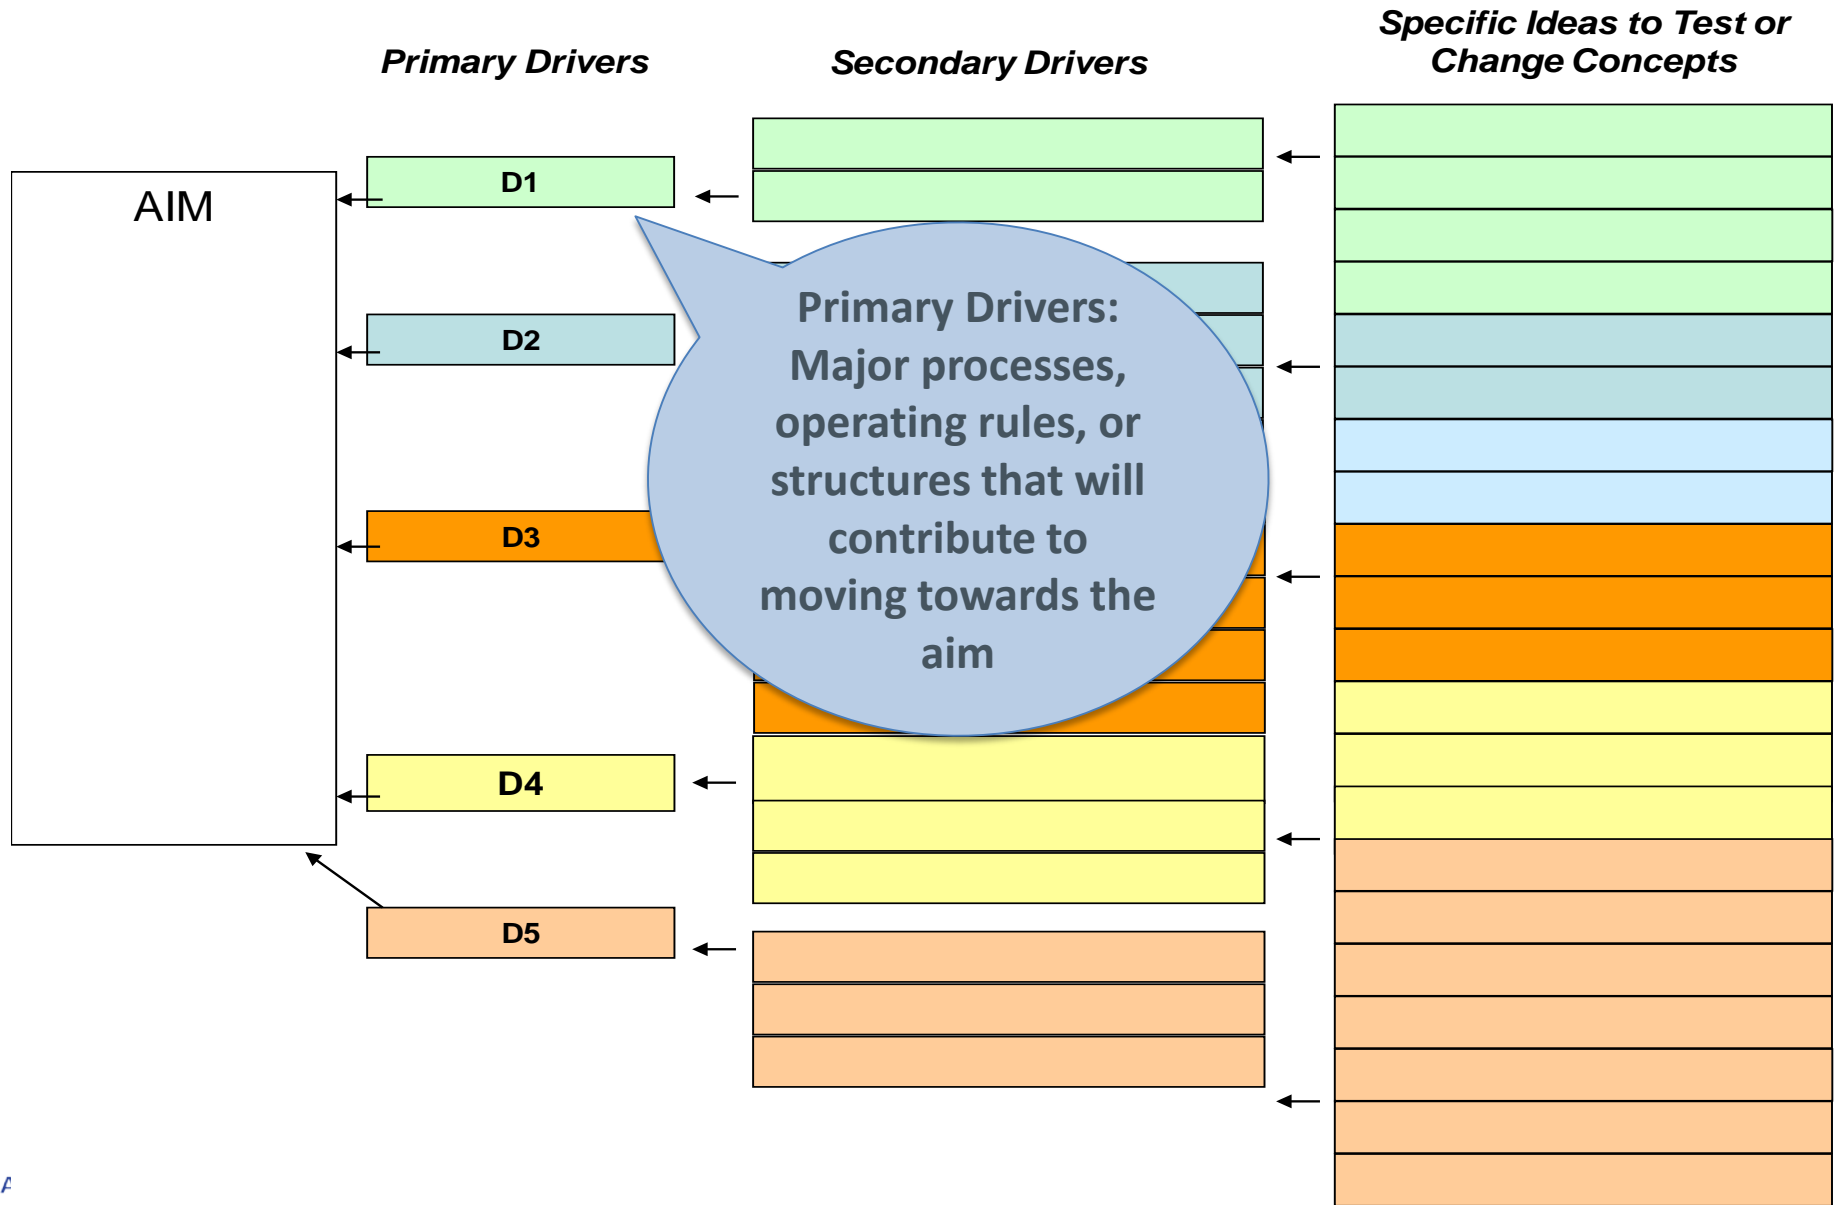 Specific Ideas to Test or
Change Concepts
Primary Drivers
Secondary Drivers
AIM
D1
D2
D3
D4
D5
Primary Drivers:
Major processes,
operating rules, or
structures that will
contribute to
moving towards the
aim